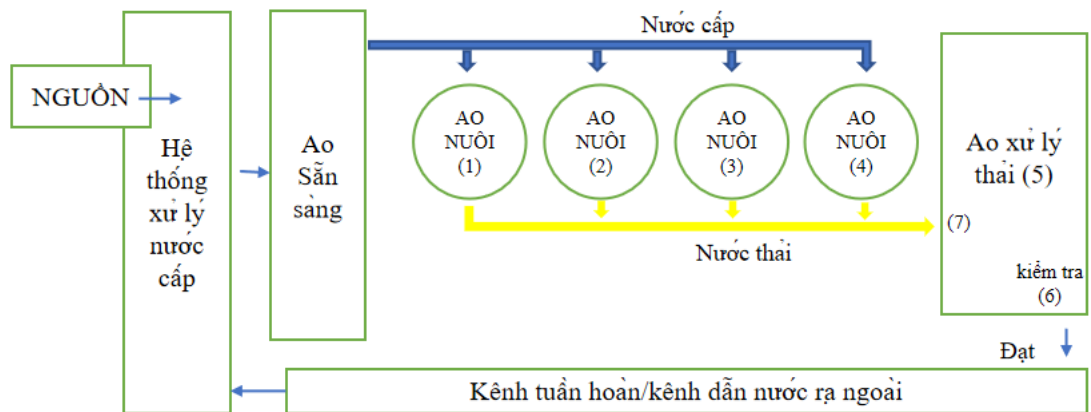 Nước cấp
NGUỒN
Hệ
thống
xử lý
nước
cấp
Ao
Sẵn
sàng
AO
NUÔI
(1)
AO
NUÔI
(2)
AO
NUÔI
(3)
AO
NUÔI
(4)
Ao xử lý
thải (5)
(7)
Nước thải
kiểm tra
(6)
Đạt
Kênh tuần hoàn/kênh dẫn nước rạ ngoài